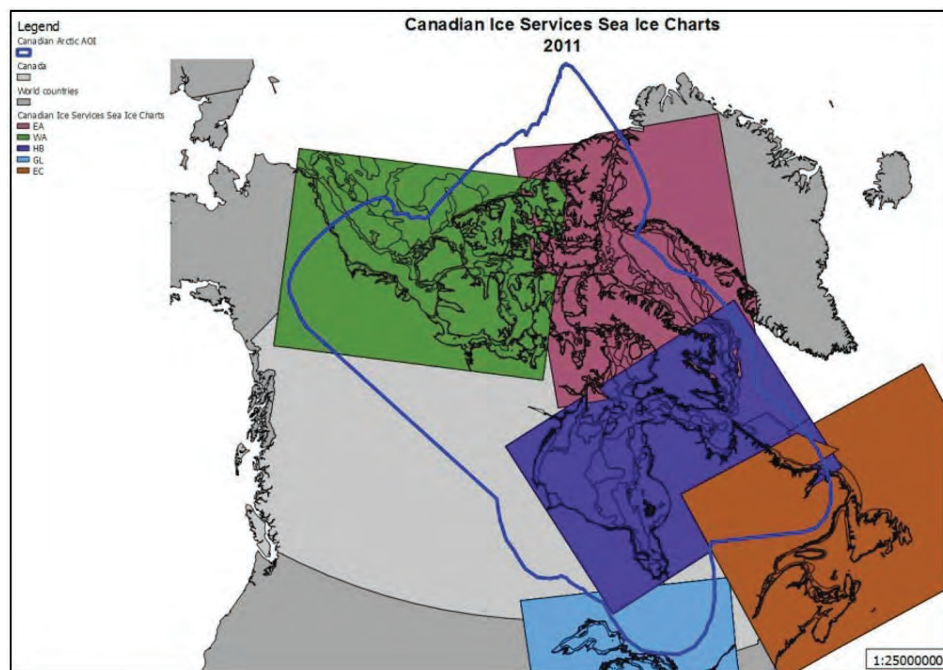 Canadian Ice Services Sea Ice Charts
2011
Legend
Canadian Arctic AOI
Canada
World countries
Canadian Ice Services Sea Ice Charts
EA
WA
HB
GL
EC
1:25000000